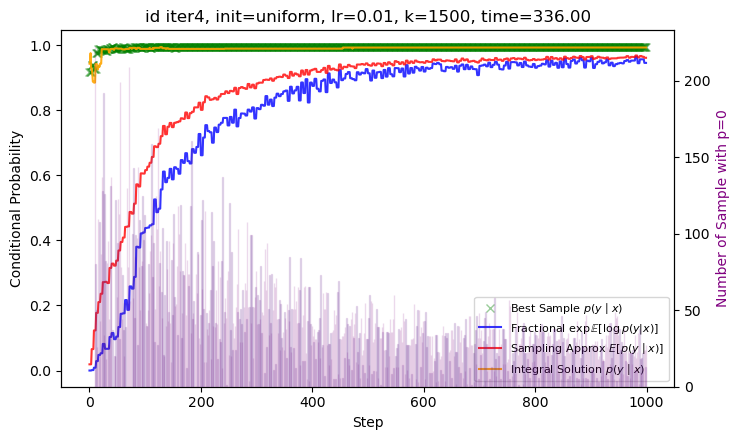 id iter4, init=uniform, lr=0.01, k=1500, time=336.00
Conditional Probability
1.0
0.8
0.6
0.4
0.2
0.0
0
200
400
600
800
1000
Step
200
150
100
50
0
Number of Sample with p=0
Best Sample p(y | x)
Fractional exp𝔼[log p(y|x)]
Sampling Approx E[p(y | x)]
Integral Solution p(y | x)